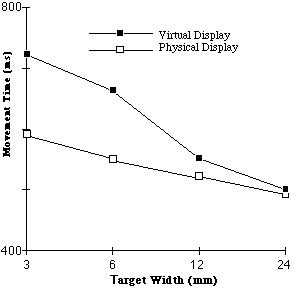 800
Virtual Display
Physical Display
Movement Time (ms)
400
3 6 12 24
Target Width (mm)